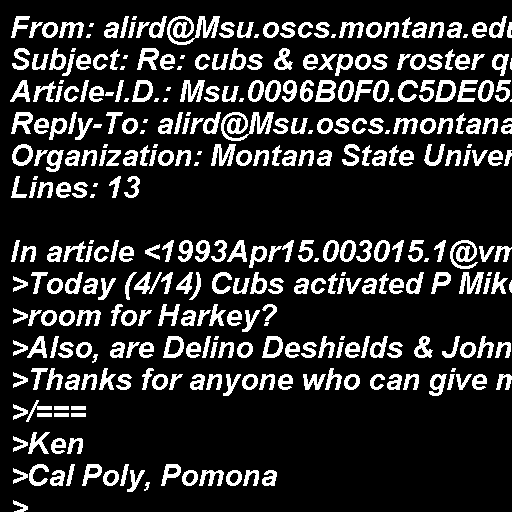 From: alird@Msu.oscs.montana.edu
Subject: Re: cubs & expos roster q
Article-I.D.: Msu.0096B0F0.C5DE05
Reply-To: alird@Msu.oscs.montana
Organization: Montana State Univer
Lines: 13

In article <1993Apr15.003015.1@vm
>Today (4/14) Cubs activated P Mik
>room for Harkey?
>Also, are Delino Deshields & John
>Thanks for anyone who can give m
>/===
>Ken
>Cal Poly, Pomona
>